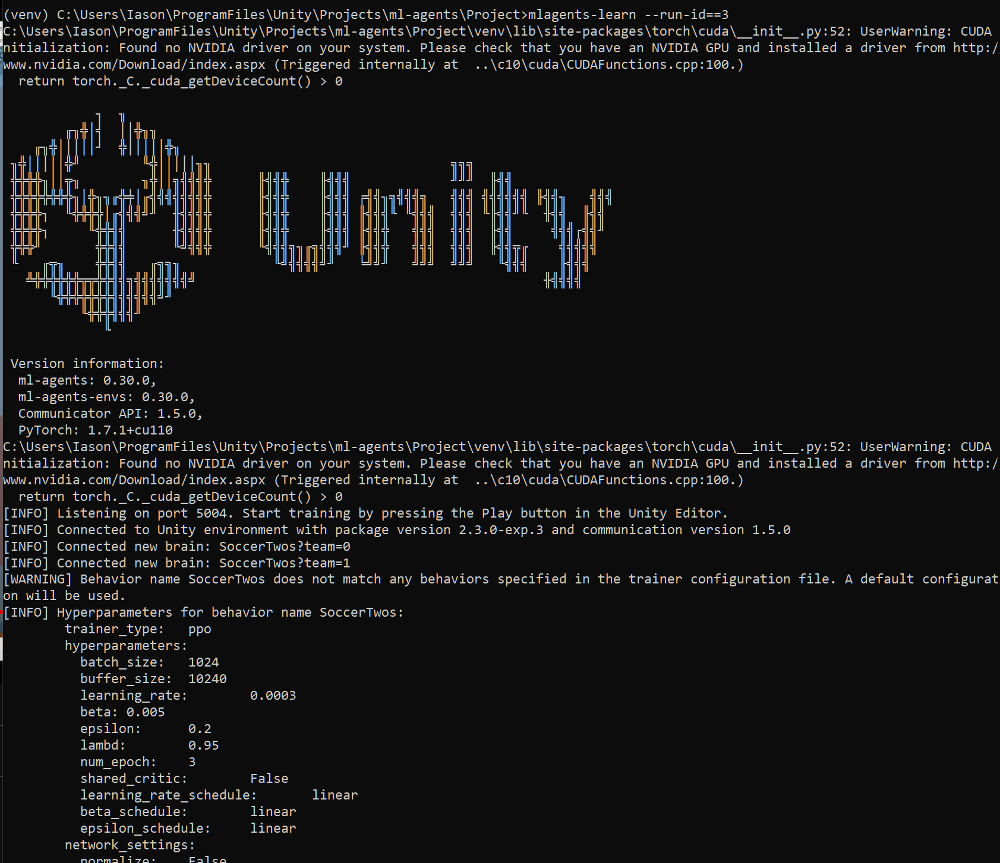 (venv) C:\Users\Iason\ProgramFiles\Unity\Projects\ml-agents\Project>mlagents-learn --run-id==3
C:\Users\Iason\ProgramFiles\Unity\Projects\ml-agents\Project\venv\lib\site-packages\torch\cuda\__init__.py:52: UserWarning: CUDA
nitialization: Found no NVIDIA driver on your system. Please check that you have an NVIDIA GPU and installed a driver from http:/
www.nvidia.com/Download/index.aspx (Triggered internally at  ..\c10\cuda\CUDAFunctions.cpp:100.)
  return torch._C._cuda_getDeviceCount() > 0
unity
 Version information:
  ml-agents: 0.30.0,
  ml-agents-envs: 0.30.0,
  Communicator API: 1.5.0,
  PyTorch: 1.7.1+cu110
C:\Users\Iason\ProgramFiles\Unity\Projects\ml-agents\Project\venv\lib\site-packages\torch\cuda\__init__.py:52: UserWarning: CUDA
nitialization: Found no NVIDIA driver on your system. Please check that you have an NVIDIA GPU and installed a driver from http:/
www.nvidia.com/Download/index.aspx (Triggered internally at  ..\c10\cuda\CUDAFunctions.cpp:100.)
  return torch._C._cuda_getDeviceCount() > 0
[INFO] Listening on port 5004. Start training by pressing the Play button in the Unity Editor.
[INFO] Connected to Unity environment with package version 2.3.0-exp.3 and communication version 1.5.0
[INFO] Connected new brain: SoccerTwos?team=0
[INFO] Connected new brain: SoccerTwos?team=1
[WARNING] Behavior name SoccerTwos does not match any behaviors specified in the trainer configuration file. A default configurat
on will be used.
[INFO] Hyperparameters for behavior name SoccerTwos:
        trainer_type:   ppo
        hyperparameters:
          batch_size:   1024
          buffer_size:  10240
          learning_rate:        0.0003
          beta: 0.005
          epsilon:      0.2
          lambd:        0.95
          num_epoch:    3
          shared_critic:        False
          learning_rate_schedule:       linear
          beta_schedule:        linear
          epsilon_schedule:     linear
        network_settings:
          normalize:    False